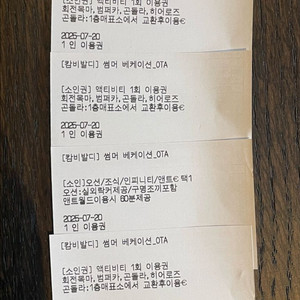 [소인권] 액티비티 1회 이용권
회전목마,범퍼카,곤돌라,히어로즈
곤돌라:1층매표소에서 교환후이용€
2025-07-20
1인 이용권
[캄비발디] 썸머 베케이션_OTA
[소인권] 액티비티 1회 이용권
회전목마,범퍼카,곤돌라,히어로즈
곤돌라:1층매표소에서 교환후이용€
2025-07-20
1인 이용권
[캄비발디] 썸머 베케이션_OTA
[소인]오션/조식/인피니티/앤트€ 택1
오션:실외락커제공/구명조끼포함
앤트월드이용시 60분제공
2025-07-20
1인 이용권
[캄비발디] 썸머 베케이션_OTA
[소인권] 액티비티 1회 이용권
회전목마,범퍼카,곤돌라,히어로즈
곤돌라:1층매표소에서 교환후이용€